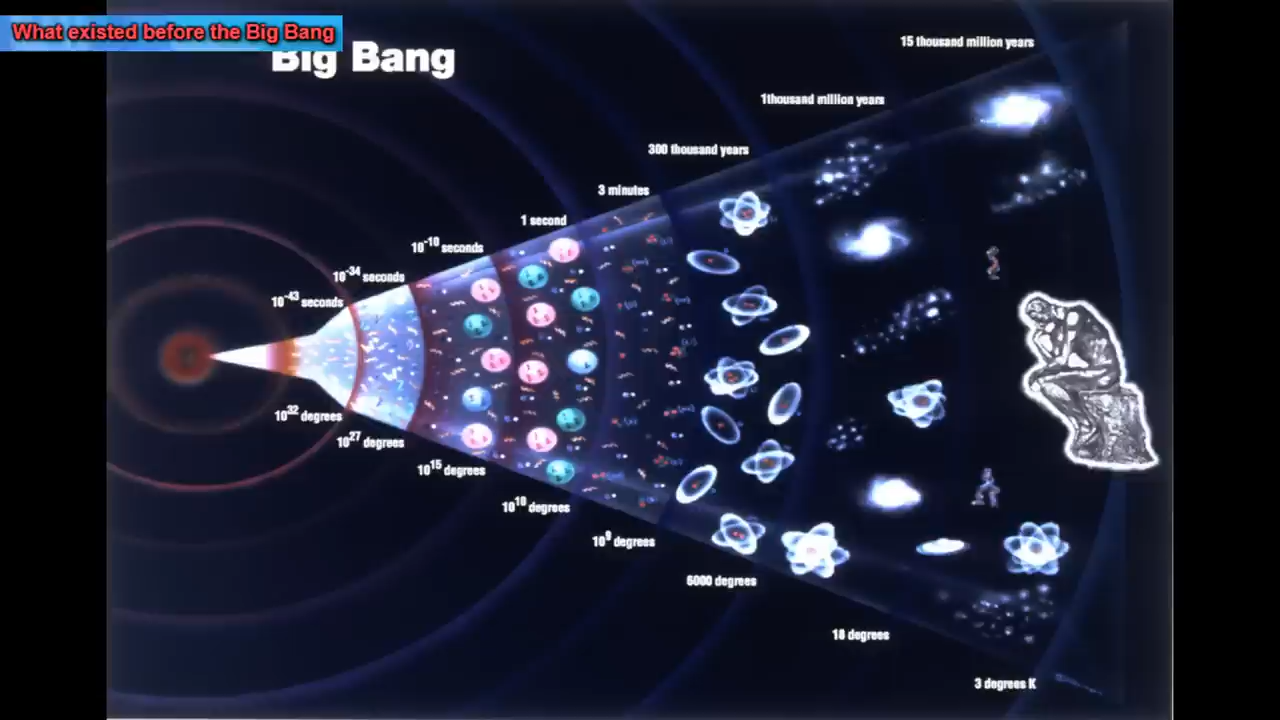 What existed before the Big Bang
Big Bang
15 thousand million years
1thousand million years
300 thousand years
3 minutes
1 second
10⁻¹⁰ seconds
10⁻³⁴ seconds
10⁻⁴³ seconds
10³² degrees
10²⁷ degrees
10¹⁵ degrees
10¹⁰ degrees
10⁹ degrees
6000 degrees
18 degrees
3 degrees K